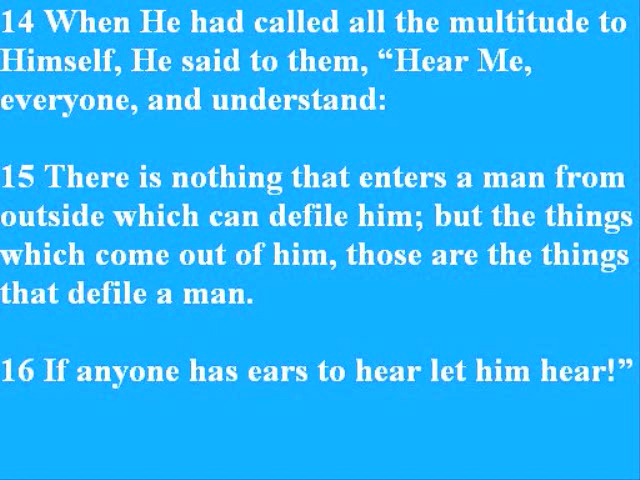 14 When He had called all the multitude to
Himself, He said to them, “Hear Me,
everyone, and understand:
15 There is nothing that enters a man from
outside which can defile him; but the things
which come out of him, those are the things
that defile a man.
16 If anyone has ears to hear let him hear!”